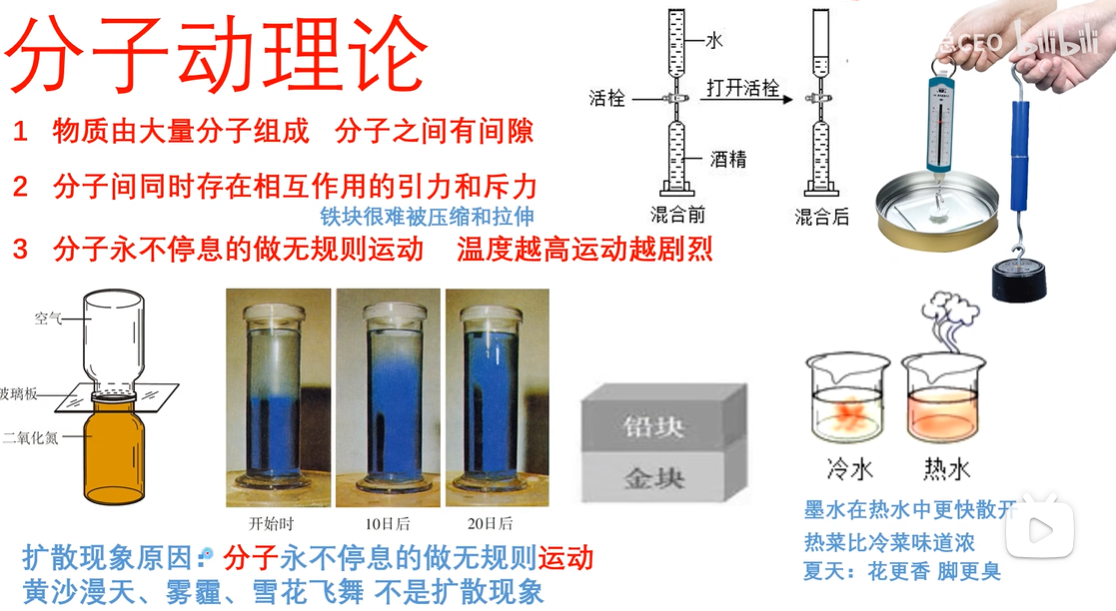 分子动理论
1 物质由大量分子组成 分子之间有间隙
2 分子间同时存在相互作用的引力和斥力
铁块很难被压缩和拉伸
3 分子永不停息的做无规则运动 温度越高运动越剧烈
水
活栓
打开活栓
酒精
混合前
混合后
CEO bilibili
空气
玻璃板
二氧化氮
开始时
10日后
20日后
铅块
金块
冷水
热水
墨水在热水中更快散开
热菜比冷菜味道浓
夏天：花更香 脚更臭
扩散现象原因：分子永不停息的做无规则运动
黄沙漫天、雾霾、雪花飞舞 不是扩散现象